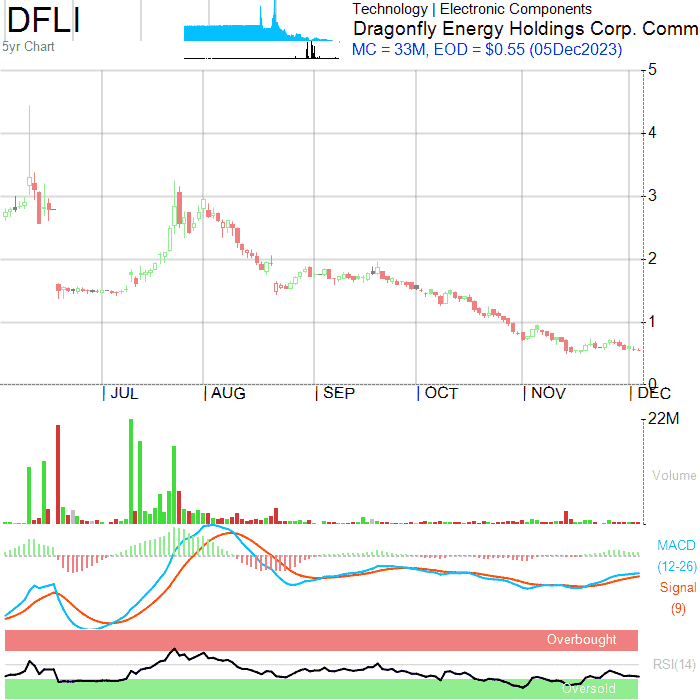 DFLI
5yr Chart
Technology | Electronic Components
Dragonfly Energy Holdings Corp. Comm
MC = 33M, EOD = $0.55 (05Dec2023)
5
4
3
2
1
0
JUL
AUG
SEP
OCT
NOV
DEC
22M
Volume
MACD
(12-26)
Signal
(9)
Overbought
RSI(14)
Oversold